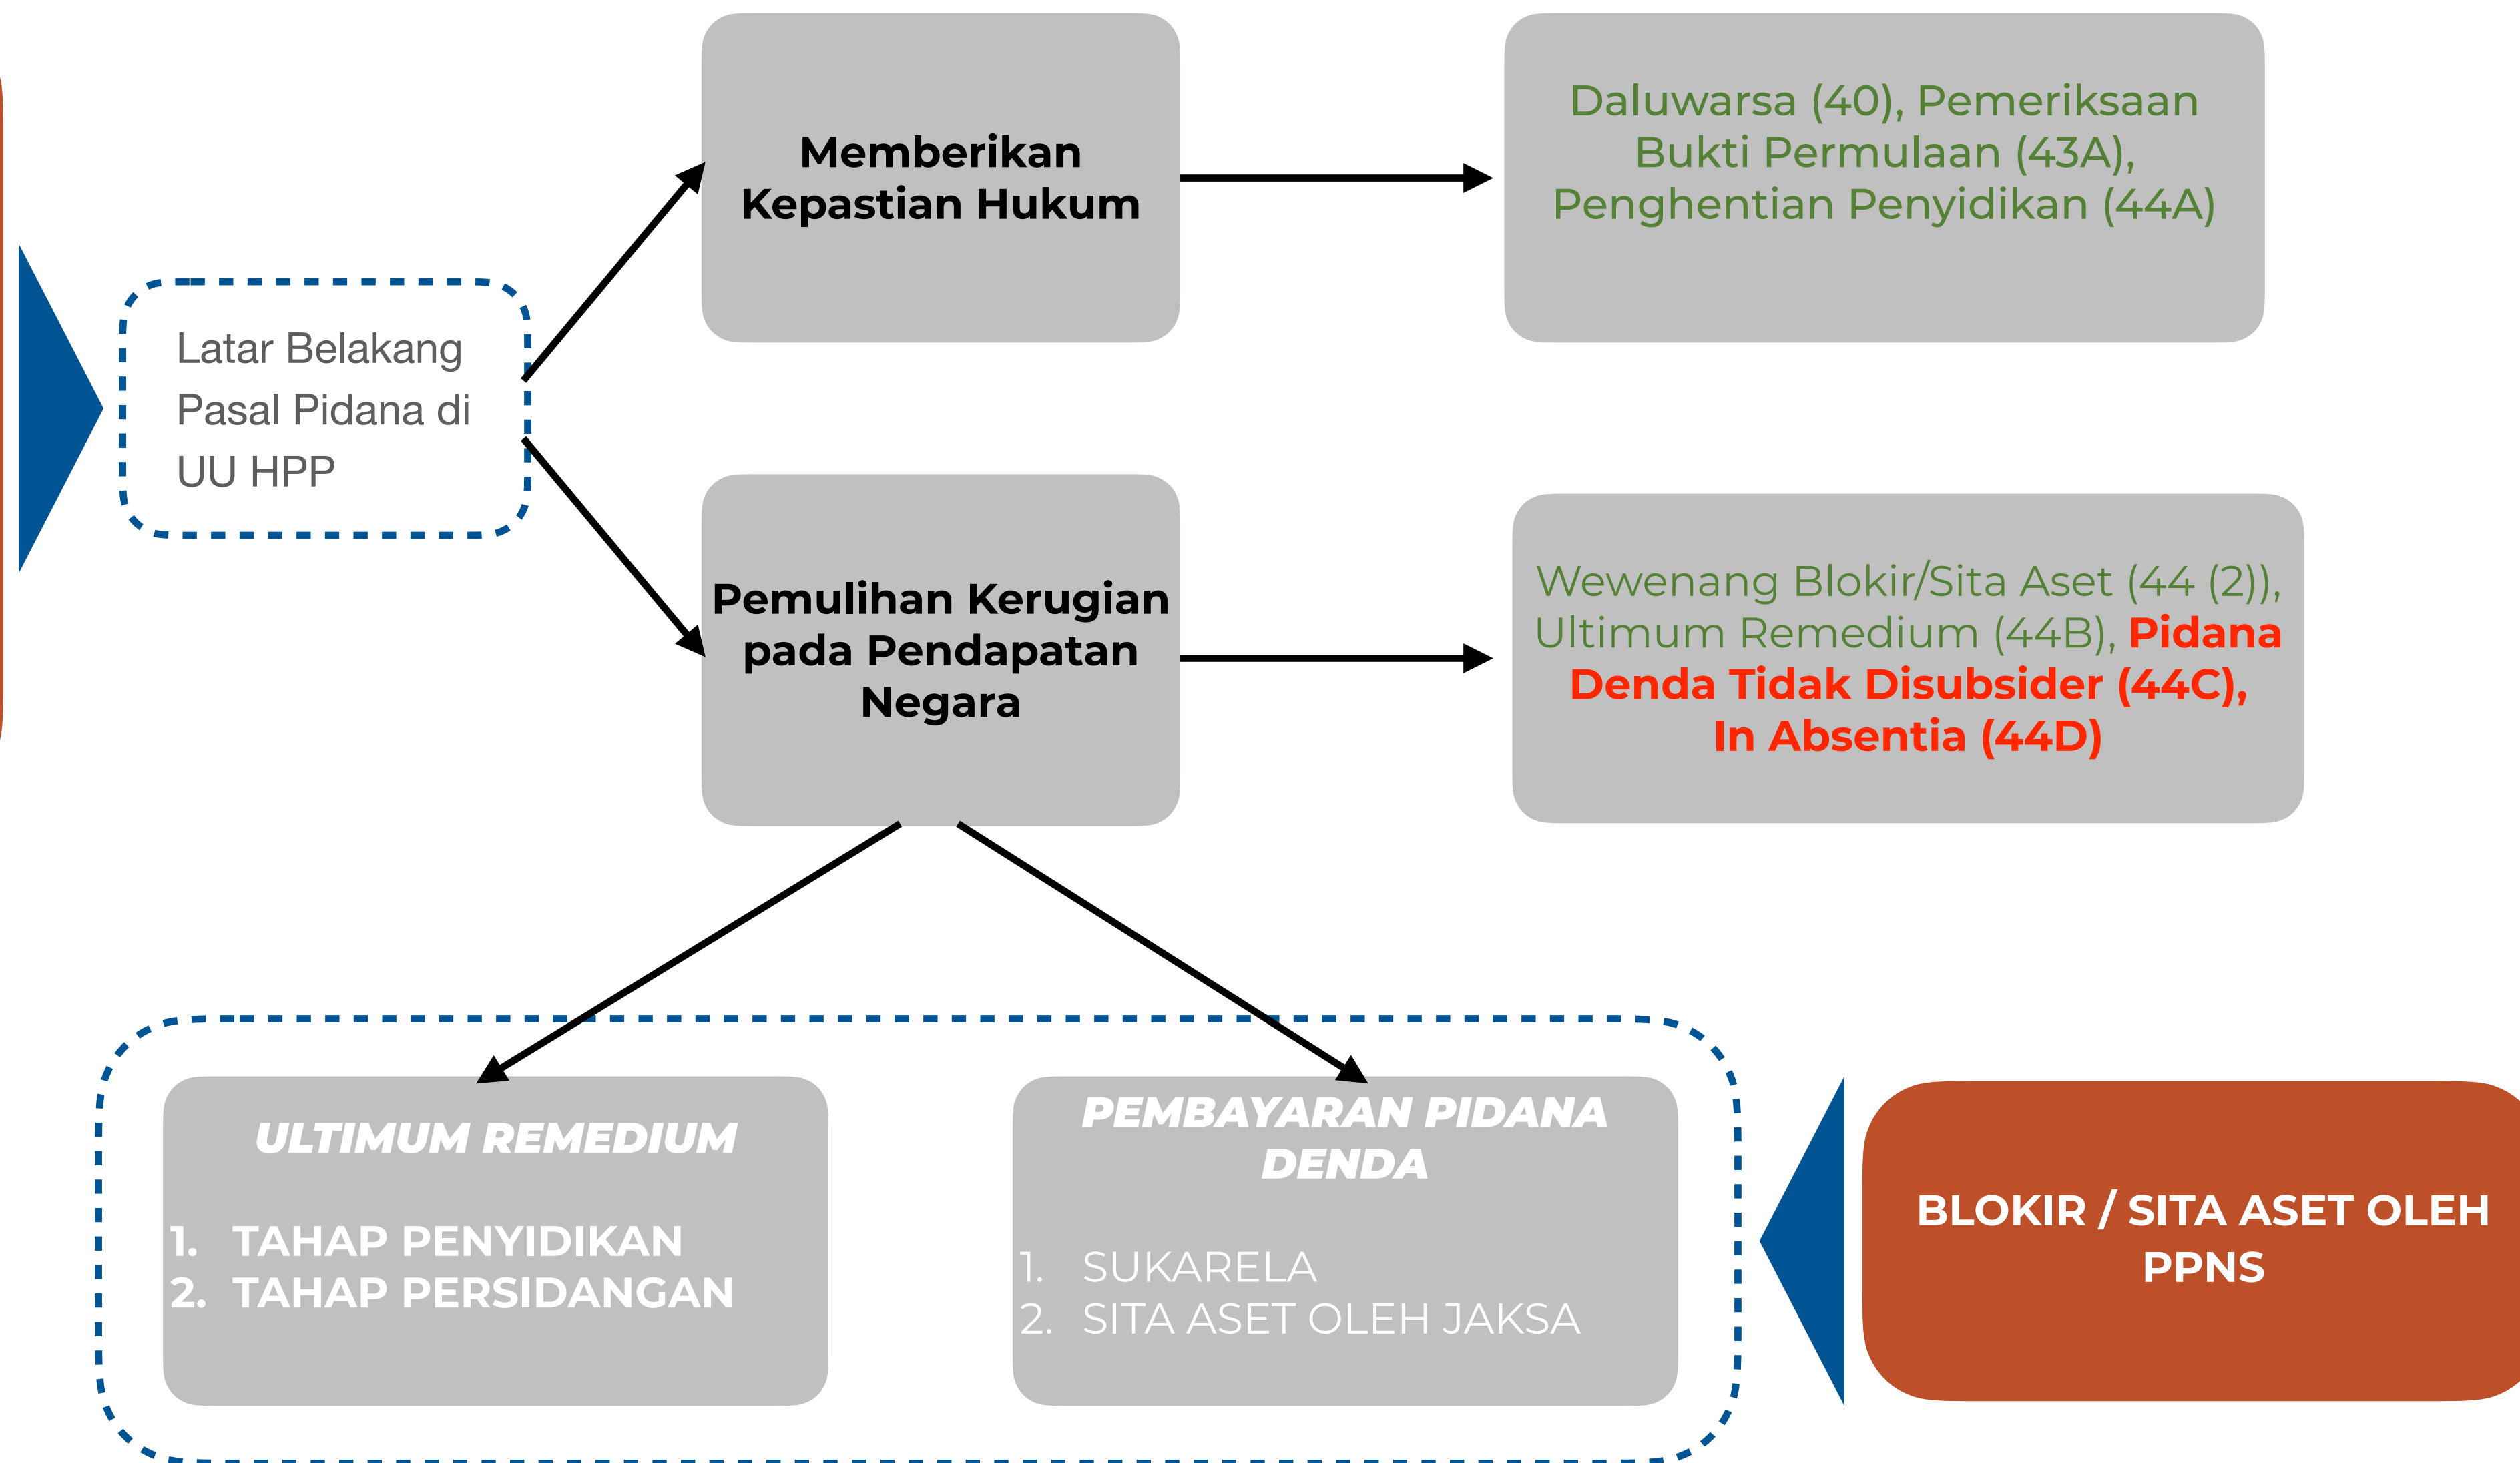 Latar Belakang
Pasal Pidana di
UU HPP
Memberikan
Kepastian Hukum
Daluwarsa (40), Pemeriksaan
Bukti Permulaan (43A),
Penghentian Penyidikan (44A)
Pemulihan Kerugian
pada Pendapatan
Negara
Wewenang Blokir/Sita Aset (44 (2)),
Ultimum Remedium (44B), Pidana
Denda Tidak Disubsider (44C),
In Absentia (44D)
ULTIMUM REMEDIUM
1. TAHAP PENYIDIKAN
2. TAHAP PERSIDANGAN
PEMBAYARAN PIDANA
DENDA
1. SUKARELA
2. SITA ASET OLEH JAKSA
BLOKIR / SITA ASET OLEH
PPNS